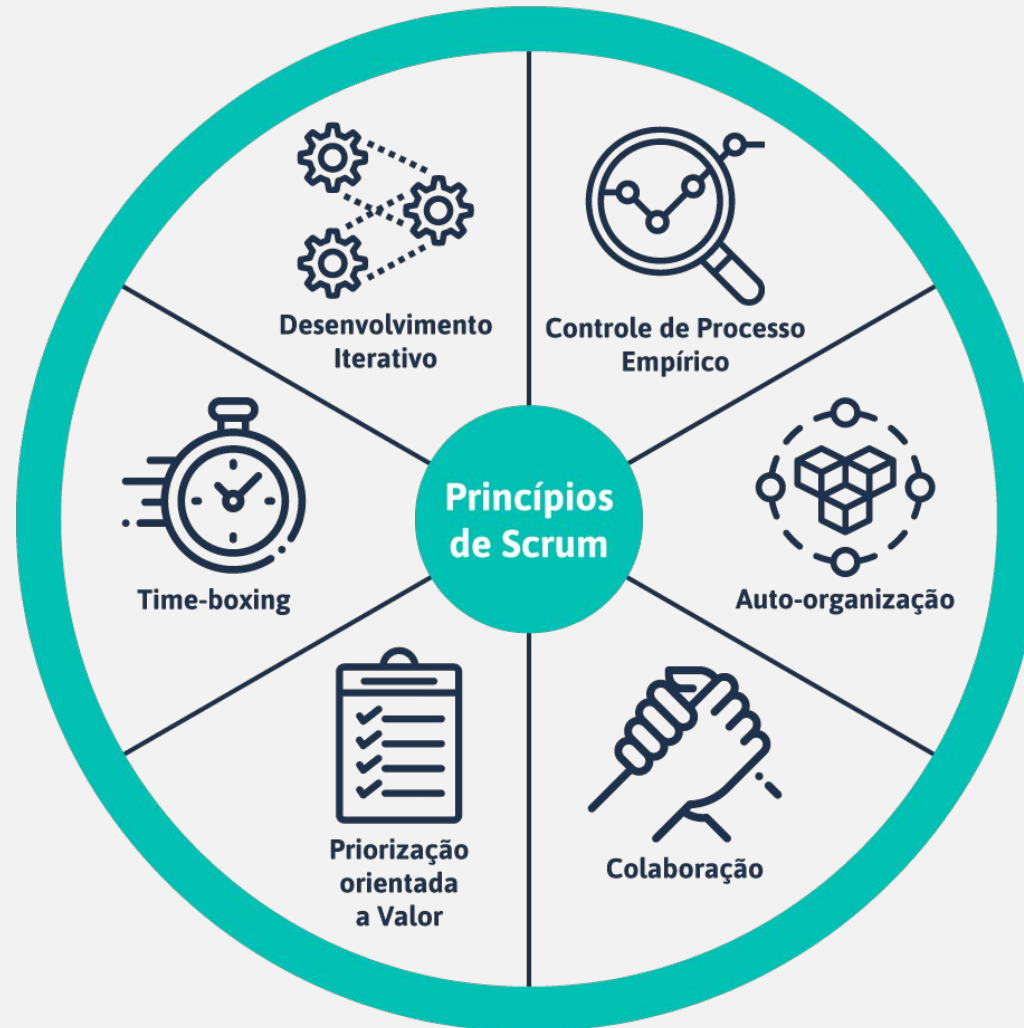 Desenvolvimento
Iterativo
Controle de Processo
Empírico
Time-boxing
Princípios
de Scrum
Auto-organização
Priorização
orientada
a Valor
Colaboração